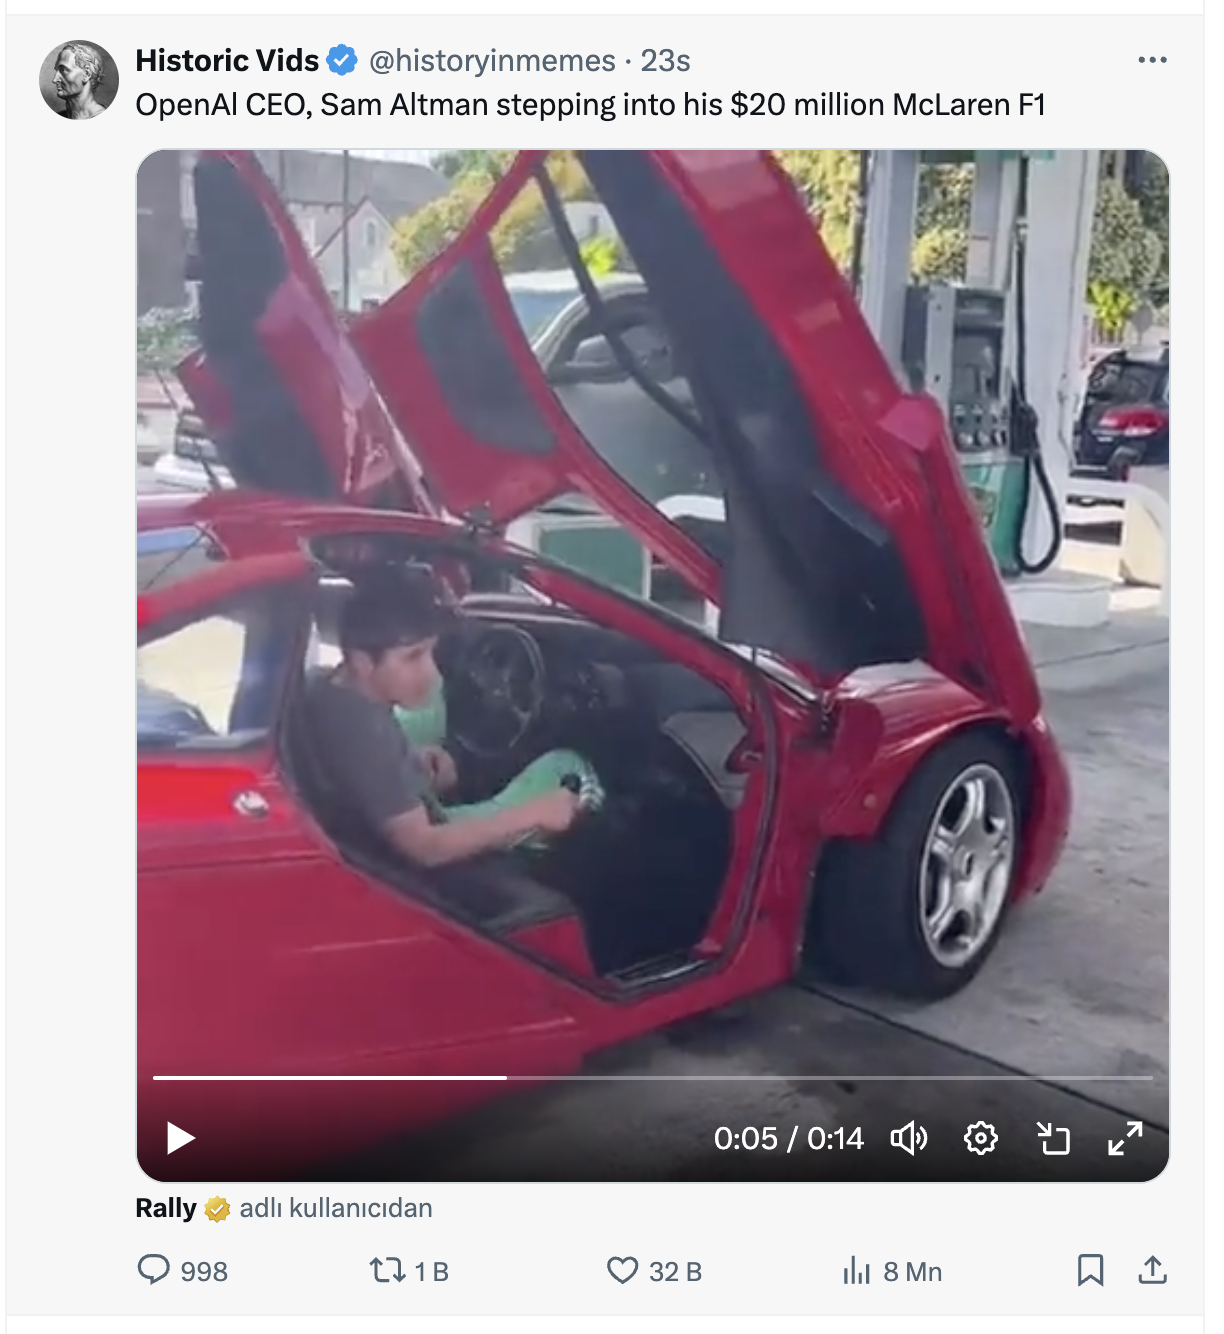 Historic Vids @historyinmemes · 23s
OpenAI CEO, Sam Altman stepping into his $20 million McLaren F1
0:05 / 0:14
Rally adlı kullanıcıdan
998 1 B 32 B 8 Mn